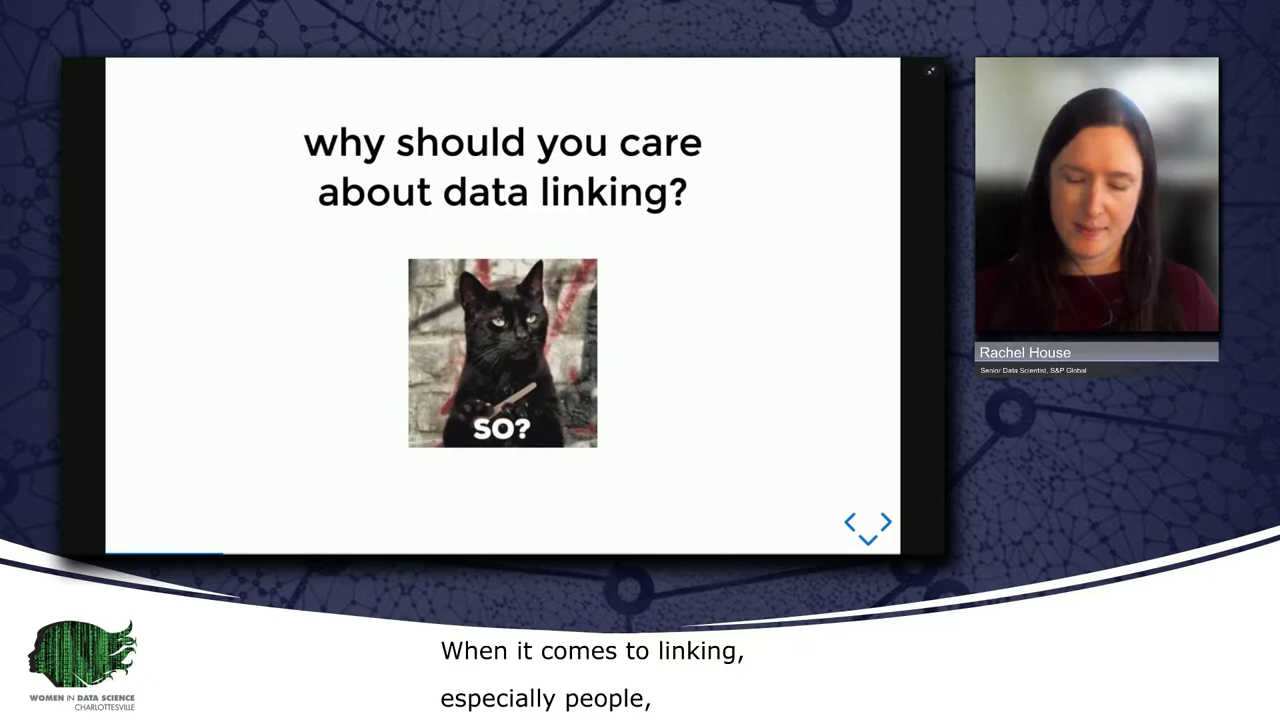 why should you care
about data linking?
SO?
Rachel House
Senior Data Scientist, S&P Global
When it comes to linking,
especially people,
WOMEN IN DATA SCIENCE
CHARLOTTESVILLE